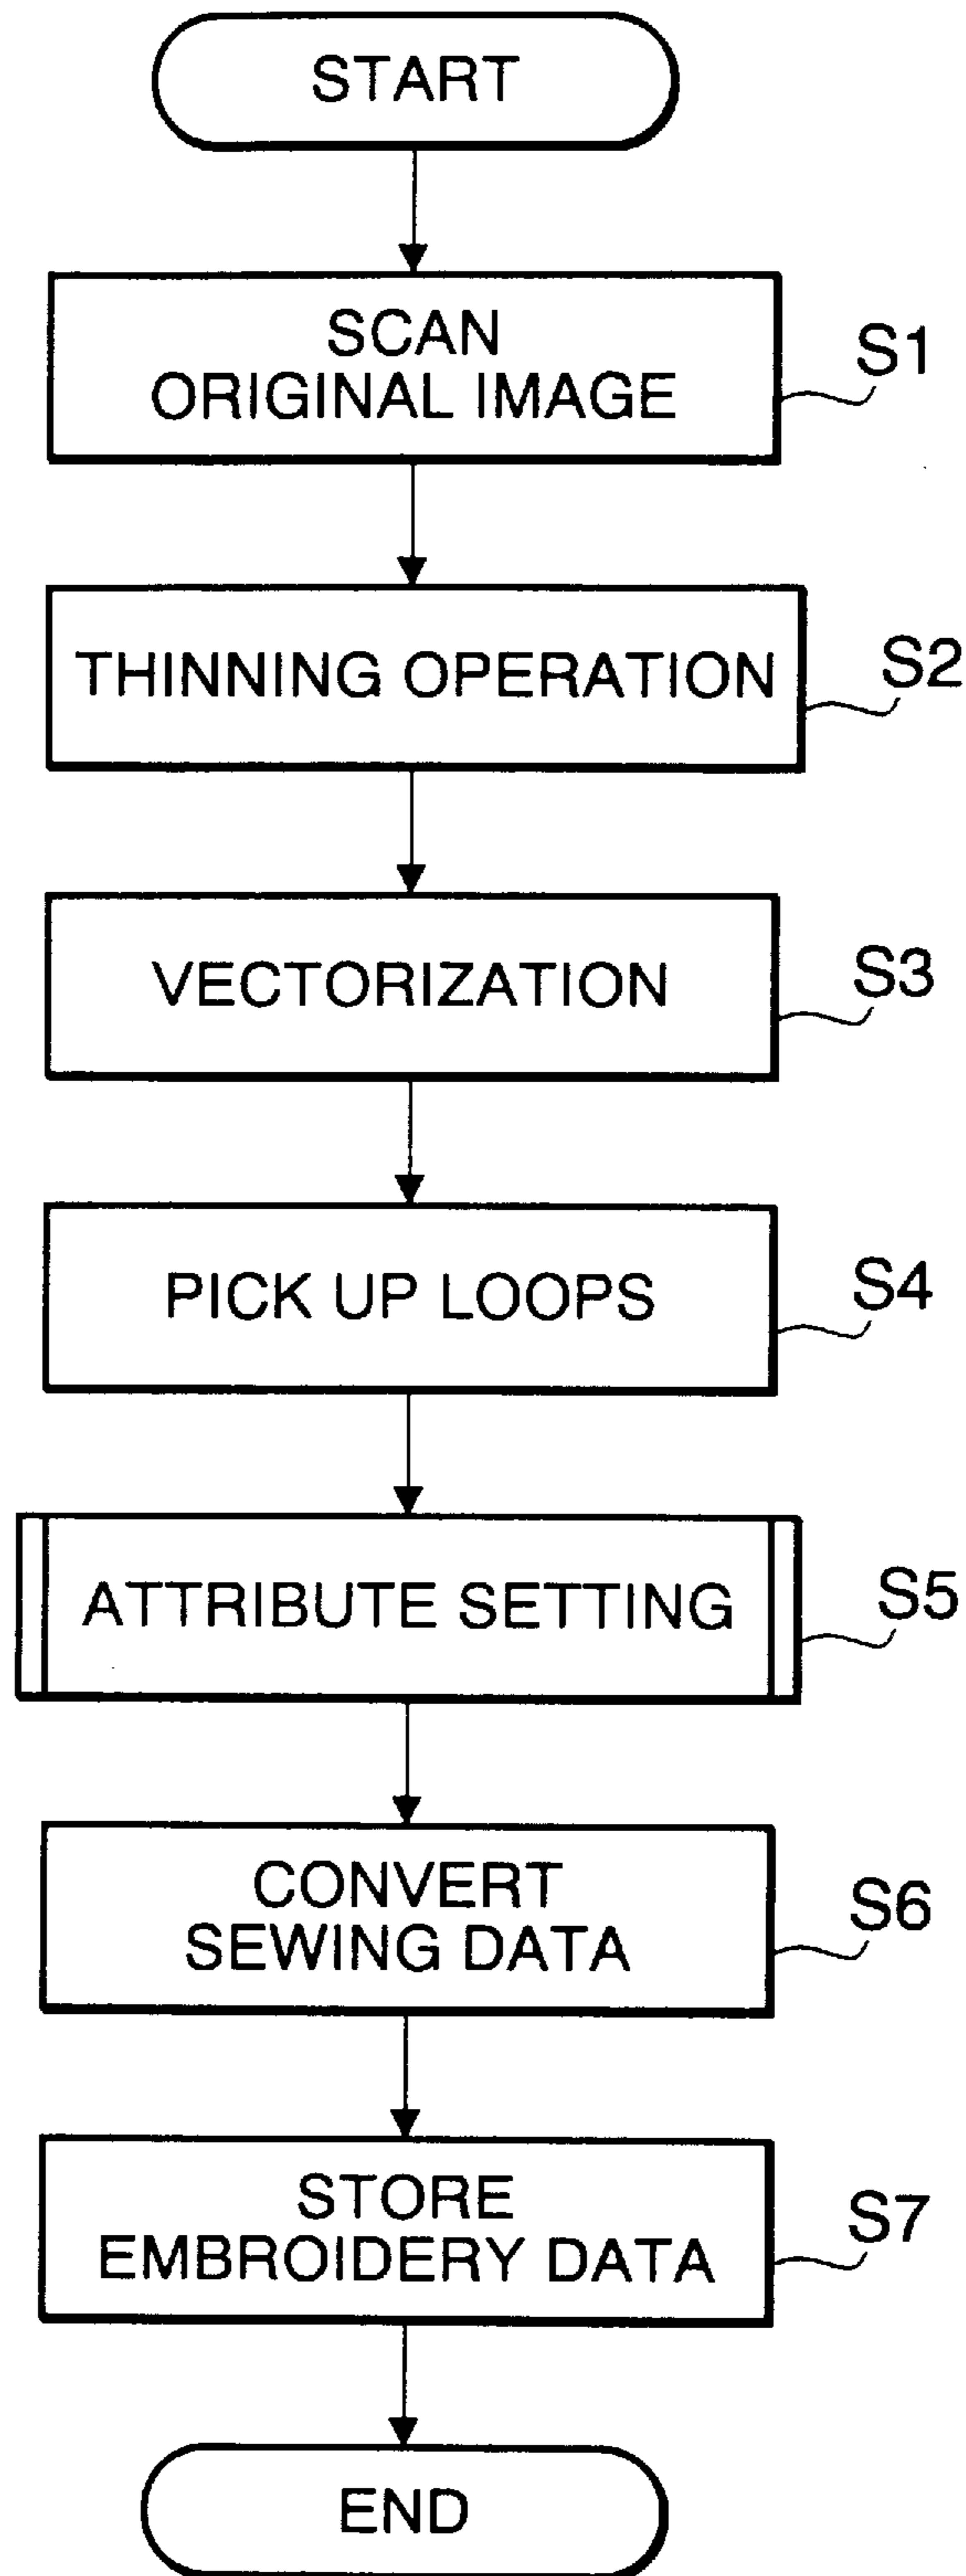 START
SCAN
ORIGINAL IMAGE
S1
THINNING OPERATION
S2
VECTORIZATION
S3
PICK UP LOOPS
S4
ATTRIBUTE SETTING
S5
CONVERT
SEWING DATA
S6
STORE
EMBROIDERY DATA
S7
END